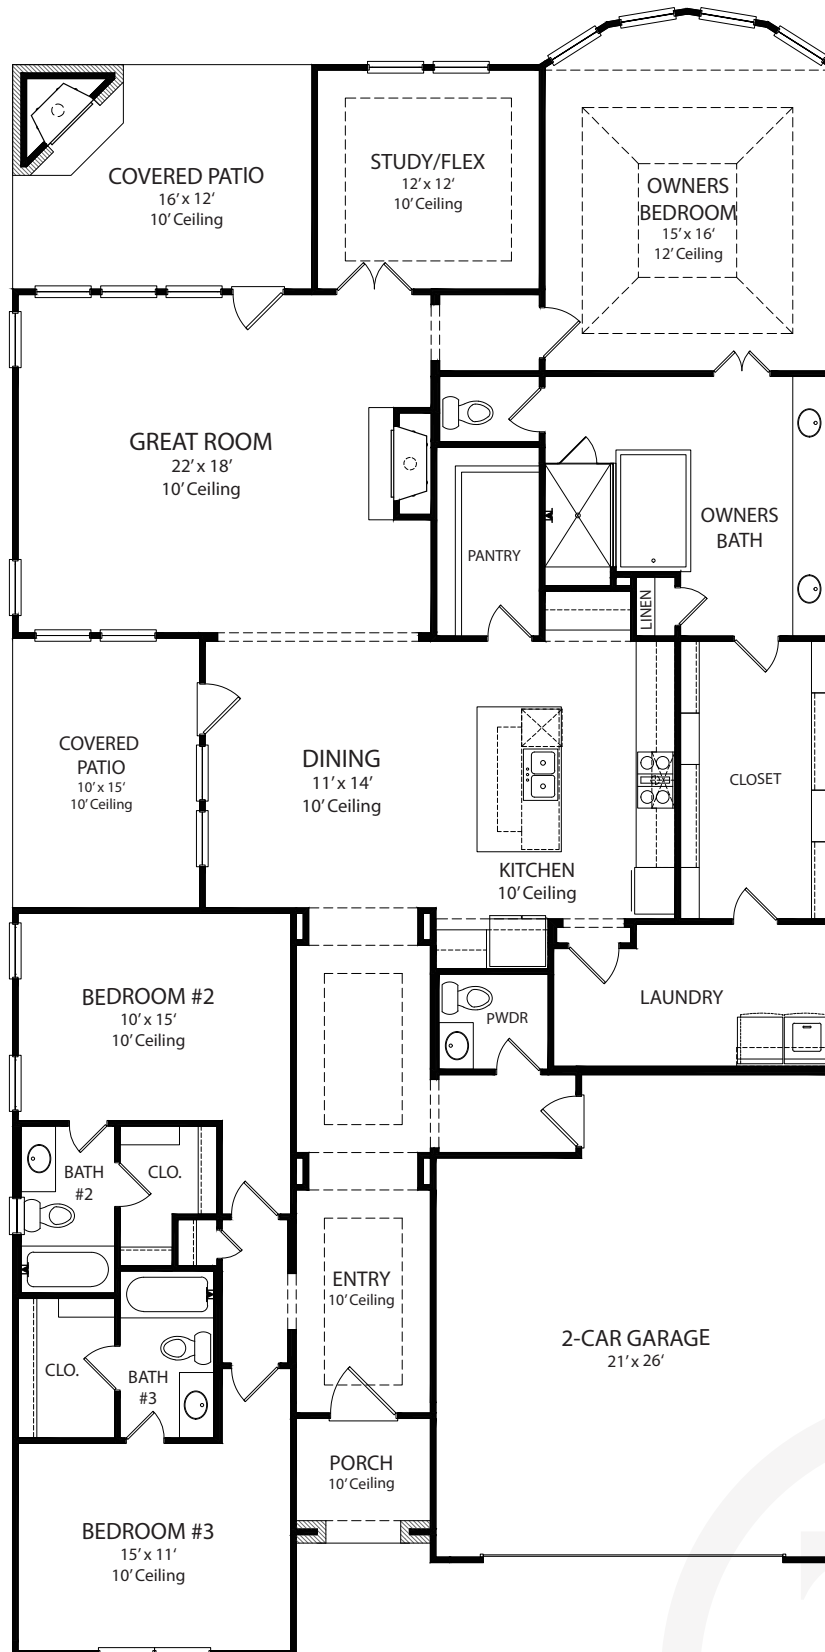 COVERED PATIO
16' x 12'
10' Ceiling
STUDY/FLEX
12' x 12'
10' Ceiling
OWNERS
BEDROOM
15' x 16'
12' Ceiling
GREAT ROOM
22' x 18'
10' Ceiling
PANTRY
OWNERS
BATH
LINEN
COVERED
PATIO
10' x 15'
10' Ceiling
DINING
11' x 14'
10' Ceiling
KITCHEN
10' Ceiling
CLOSET
BEDROOM #2
10' x 15'
10' Ceiling
PWDR
LAUNDRY
BATH
#2
CLO.
ENTRY
10' Ceiling
2-CAR GARAGE
21' x 26'
CLO.
BATH
#3
PORCH
10' Ceiling
BEDROOM #3
15' x 11'
10' Ceiling